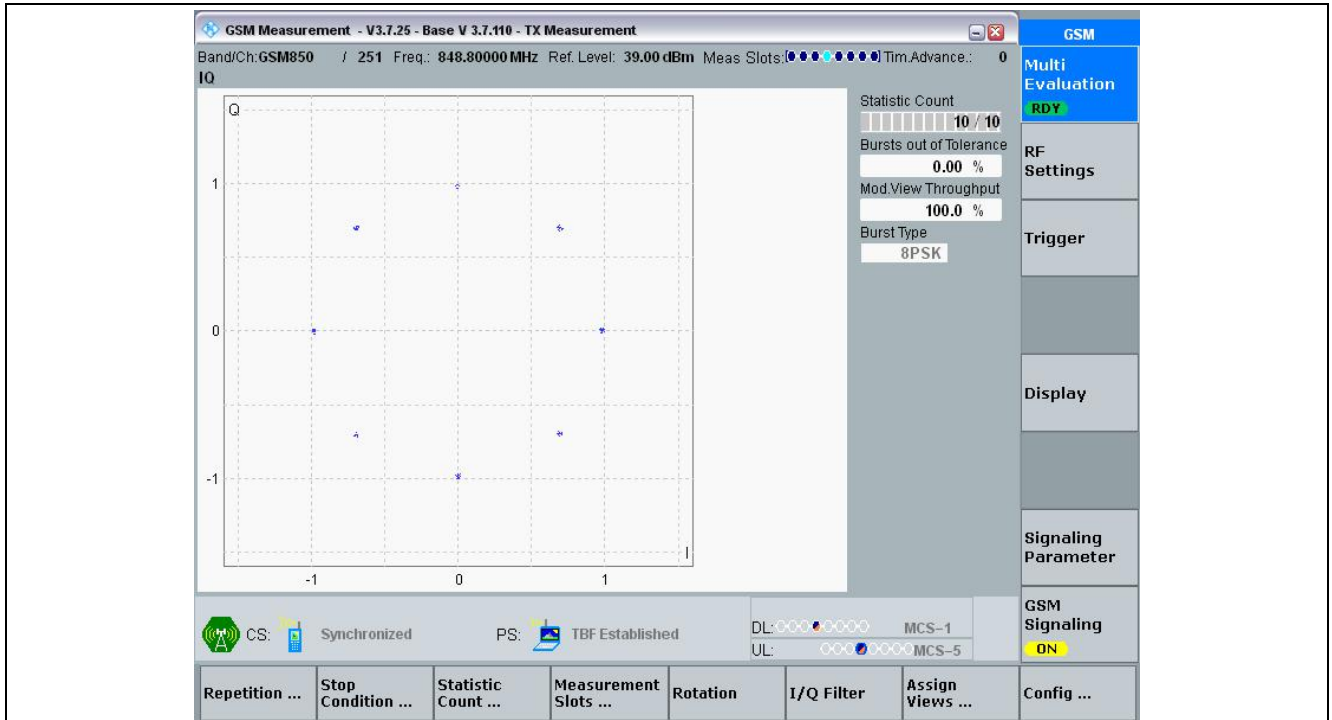 GSM Measurement - V3.7.25 - Base V 3.7.110 - TX Measurement
GSM
Band/Ch:GSM850 / 251 Freq.: 848.80000 MHz Ref. Level: 39.00 dBm Meas Slots: Tim.Advance.: 0
IQ
Multi
Evaluation
RDY
Q
Statistic Count
10 / 10
Bursts out of Tolerance
0.00 %
Mod.View Throughput
100.0 %
Burst Type
8PSK
RF
Settings
Trigger
Display
1
0
-1
I
-1 0 1
Signaling
Parameter
GSM
Signaling
ON
CS: Synchronized PS: TBF Establishe
DL: MCS-1
UL: MCS-5
Repetition ...
Stop
Condition ...
Statistic
Count ...
Measurement
Slots ...
Rotation
I/Q Filter
Assign
Views ...
Config ...